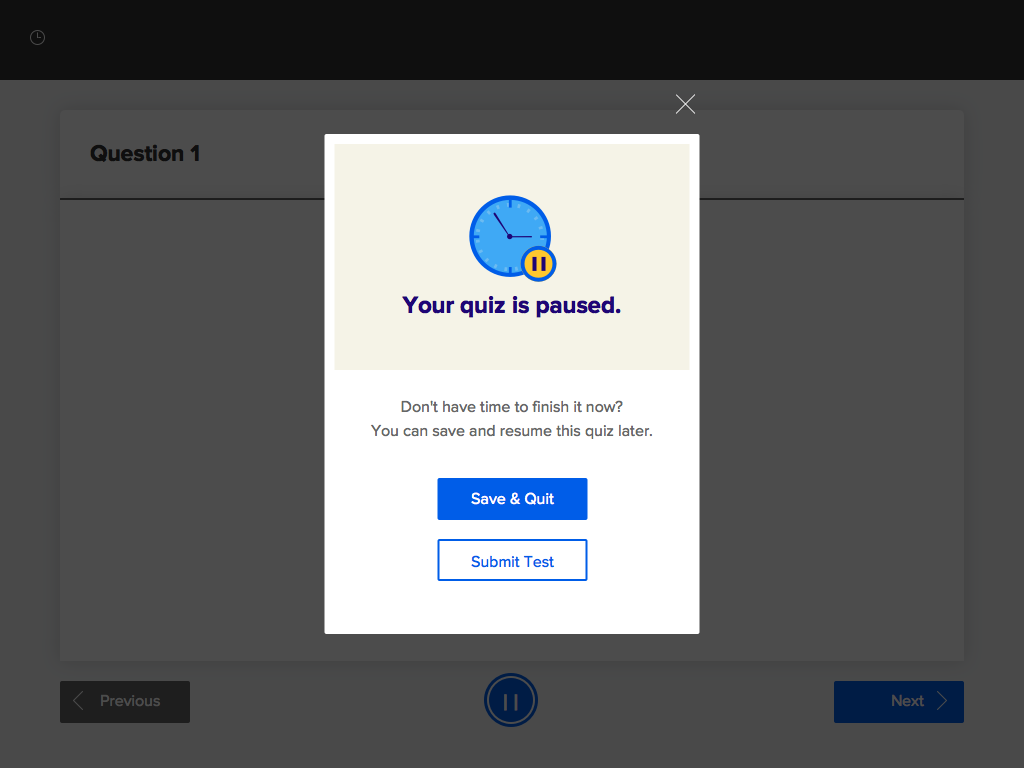 Question 1
Your quiz is paused.
Don't have time to finish it now?
You can save and resume this quiz later.
Save & Quit
Submit Test
Previous
Next